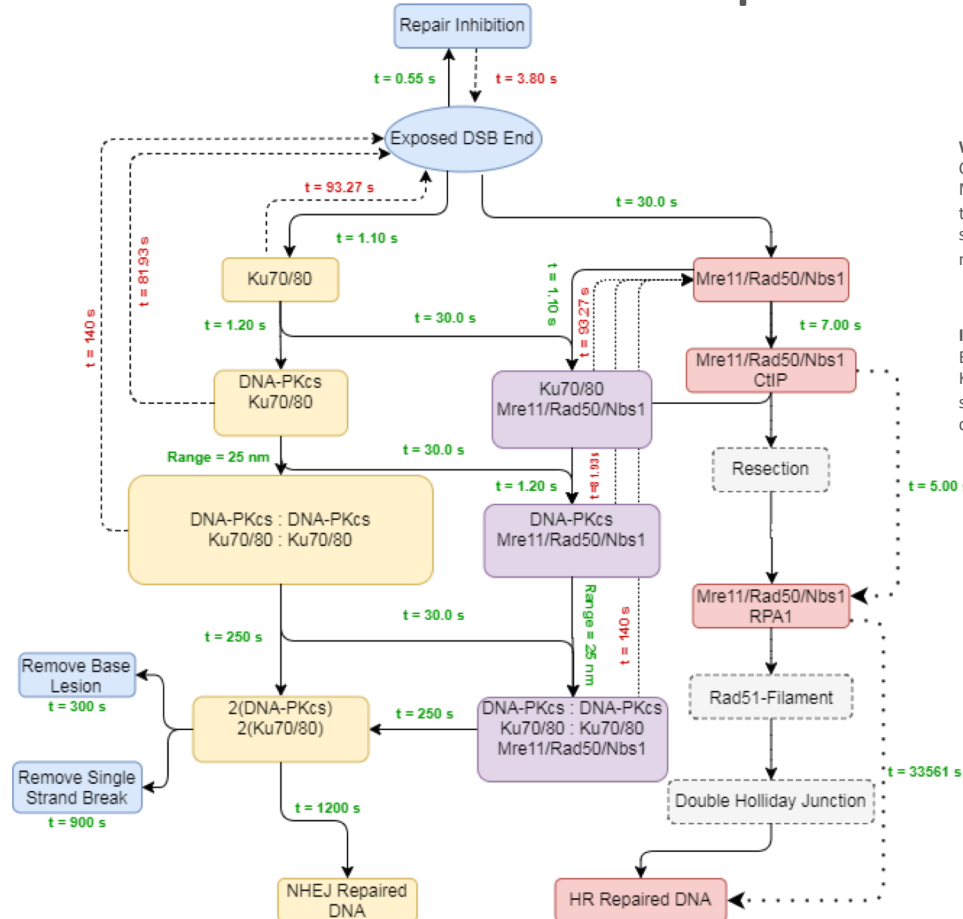 Repair Inhibition
t = 0.55 s
t = 3.80 s
Exposed DSB End
t = 93.27 s
t = 30.0 s
t = 1.10 s
Ku70/80
t = 81.93 s
t = 140 s
t = 1.20 s
t = 30.0 s
t = 1.10 s
t = 93.27 s
Mre11/Rad50/Nbs1
t = 7.00 s
DNA-PKcs
Ku70/80
Ku70/80
Mre11/Rad50/Nbs1
Mre11/Rad50/Nbs1
CtIP
Range = 25 nm
t = 30.0 s
t = 1.20 s
t=81.93 s
Resection
t = 5.00 s
DNA-PKcs : DNA-PKcs
Ku70/80 : Ku70/80
DNA-PKcs
Mre11/Rad50/Nbs1
Mre11/Rad50/Nbs1
RPA1
t = 250 s
t = 30.0 s
Range = 25 nm
t = 140 s
Remove Base
Lesion
t = 300 s
2(DNA-PKcs)
2(Ku70/80)
t = 250 s
DNA-PKcs : DNA-PKcs
Ku70/80 : Ku70/80
Mre11/Rad50/Nbs1
Rad51-Filament
Remove Single
Strand Break
t = 900 s
t = 1200 s
Double Holliday Junction
t = 33561 s
NHEJ Repaired
DNA
HR Repaired DNA